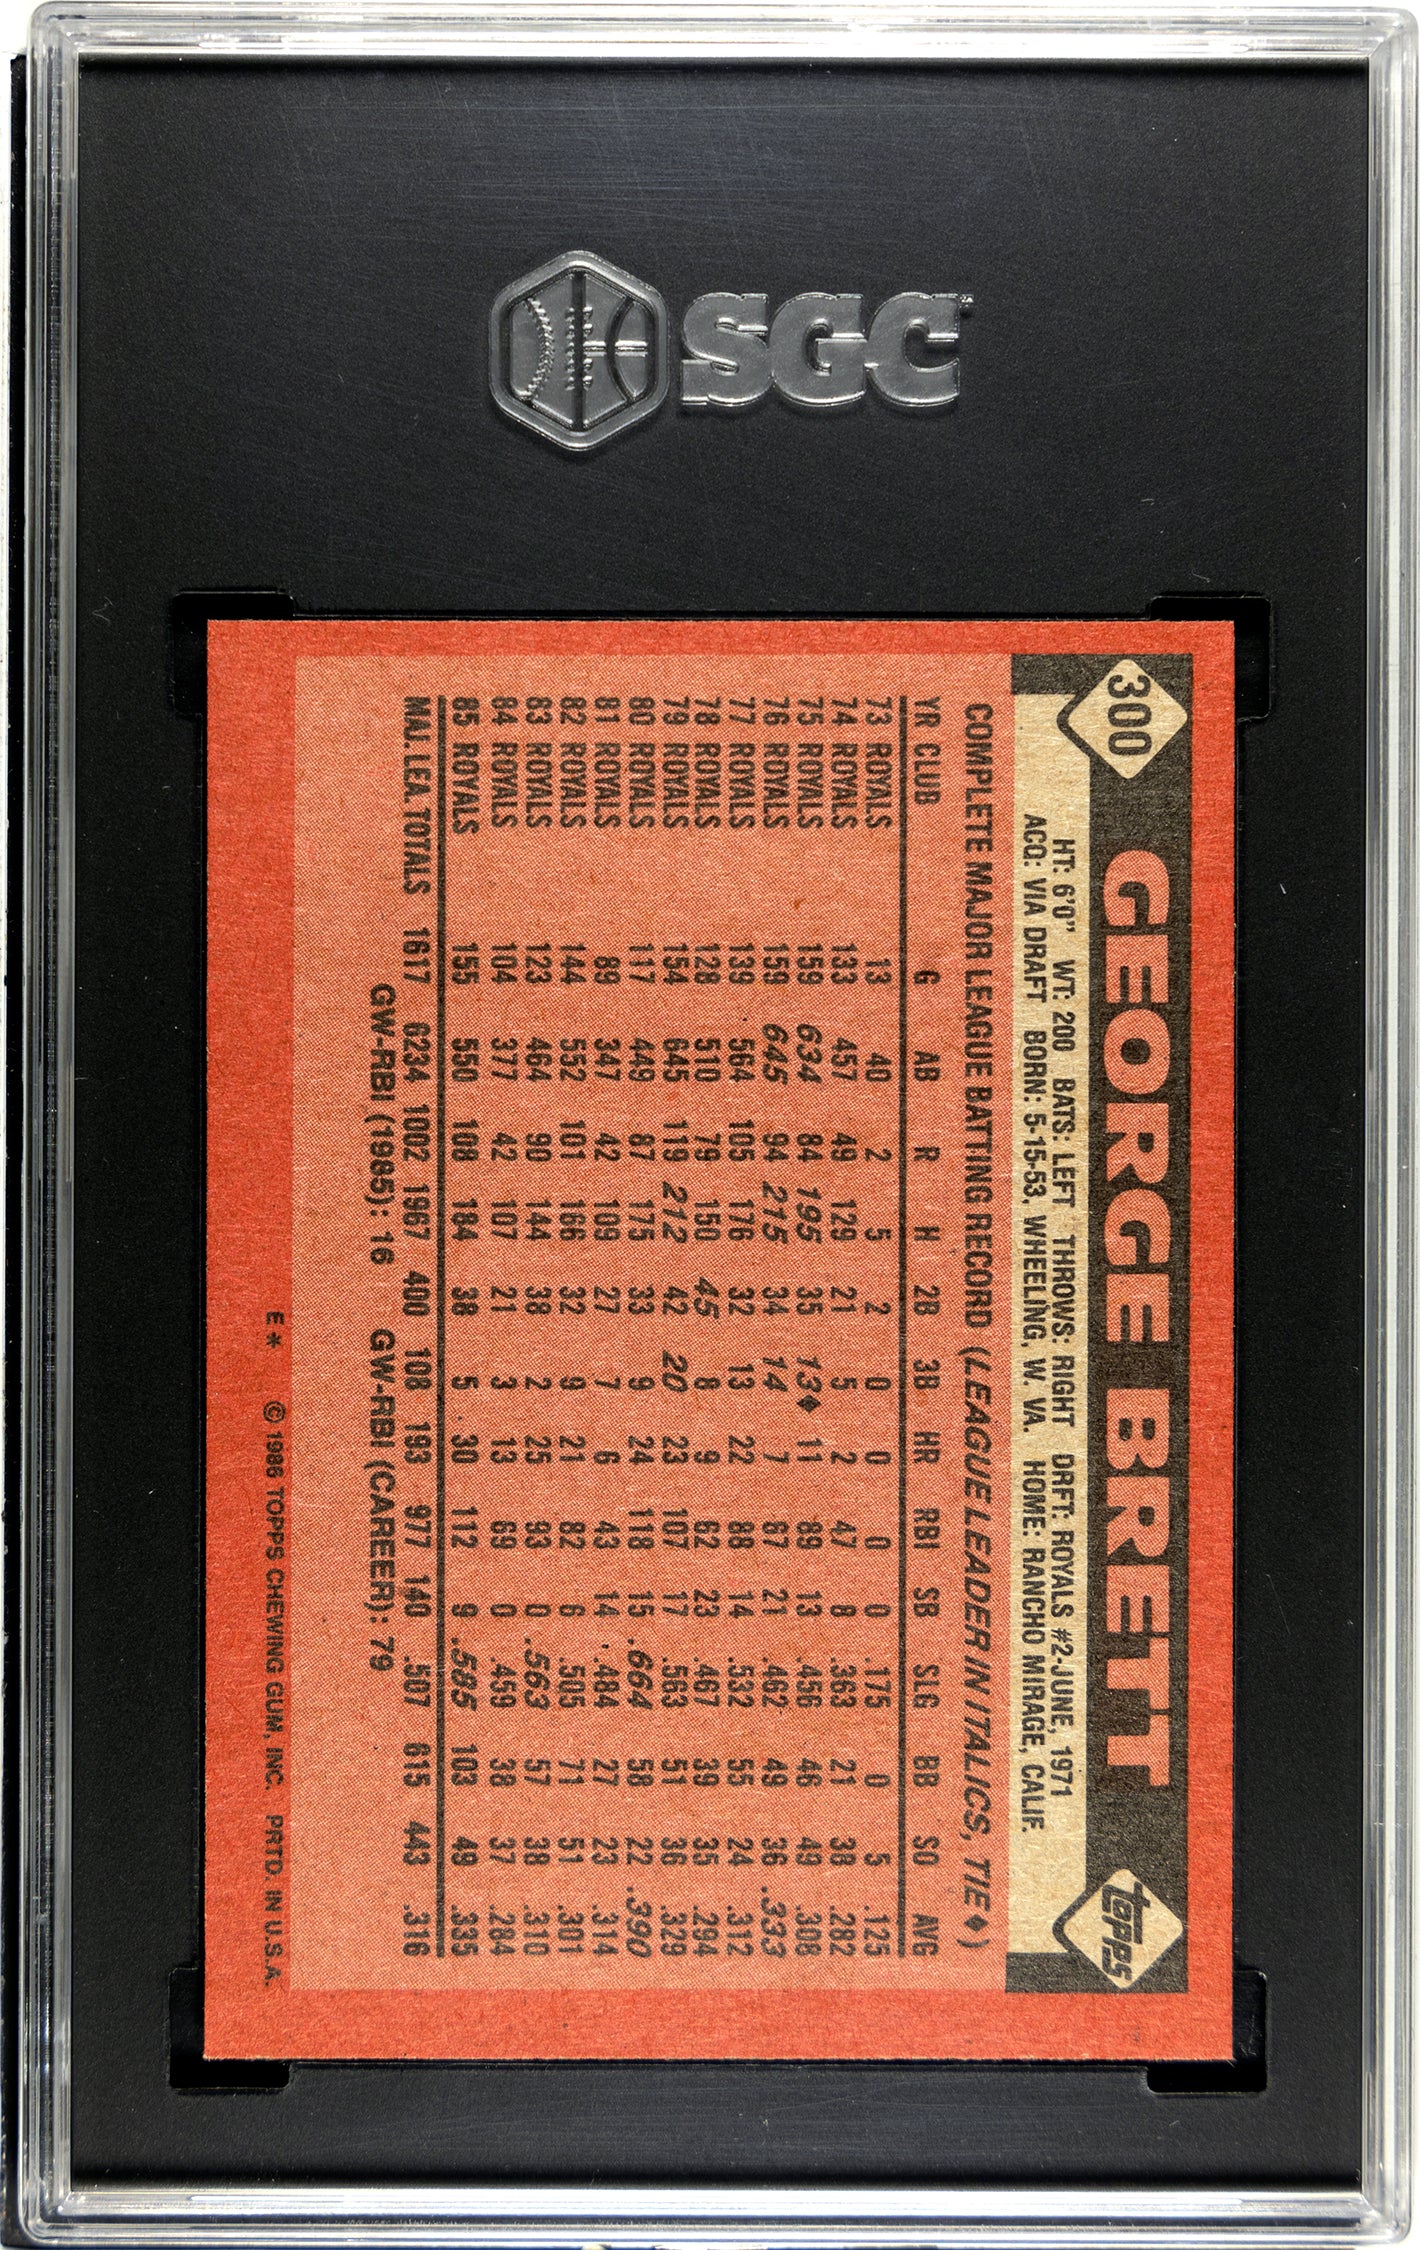 SGC
300 GEORGE BRETT topps
HT: 6'0" WT: 200 BATS: LEFT THROWS: RIGHT DRFT: ROYALS #2-JUNE, 1971
ACQ: VIA DRAFT BORN: 5-15-53, WHEELING, W. VA. HOME: RANCHO MIRAGE, CALIF.
COMPLETE MAJOR LEAGUE BATTING RECORD (LEAGUE LEADER IN ITALICS, TIE♦)
YR CLUB G AB R H 2B 3B HR RBI SB SLG BB SO AVG
73 ROYALS 13 40 2 5 2 0 0 0 0 .175 0 5 .125
74 ROYALS 133 457 49 129 21 5 2 47 8 .363 21 38 .282
75 ROYALS 159 634 84 195 35 13♦ 11 89 13 .456 46 49 .308
76 ROYALS 159 645 94 215 34 14 7 67 21 .462 49 36 .333
77 ROYALS 139 564 105 176 32 13 22 88 14 .532 55 24 .312
78 ROYALS 128 510 79 150 45 8 9 62 23 .467 39 35 .294
79 ROYALS 154 645 119 212 42 20 23 107 17 .563 51 36 .329
80 ROYALS 117 449 87 175 33 9 24 118 15 .664 58 22 .390
81 ROYALS 89 347 42 109 27 7 6 43 14 .484 27 23 .314
82 ROYALS 144 552 101 166 32 9 21 82 6 .505 71 51 .301
83 ROYALS 123 464 90 144 38 2 25 93 0 .563 57 38 .310
84 ROYALS 104 377 42 107 21 3 13 69 0 .459 38 37 .284
85 ROYALS 155 550 108 184 38 5 30 112 9 .585 103 49 .335
MAJ. LEA. TOTALS 1617 6234 1002 1967 400 108 193 977 140 .507 615 443 .316
GW-RBI (1985): 16 GW-RBI (CAREER): 79
E* © 1986 TOPPS CHEWING GUM, INC. PRTD. IN U.S.A.